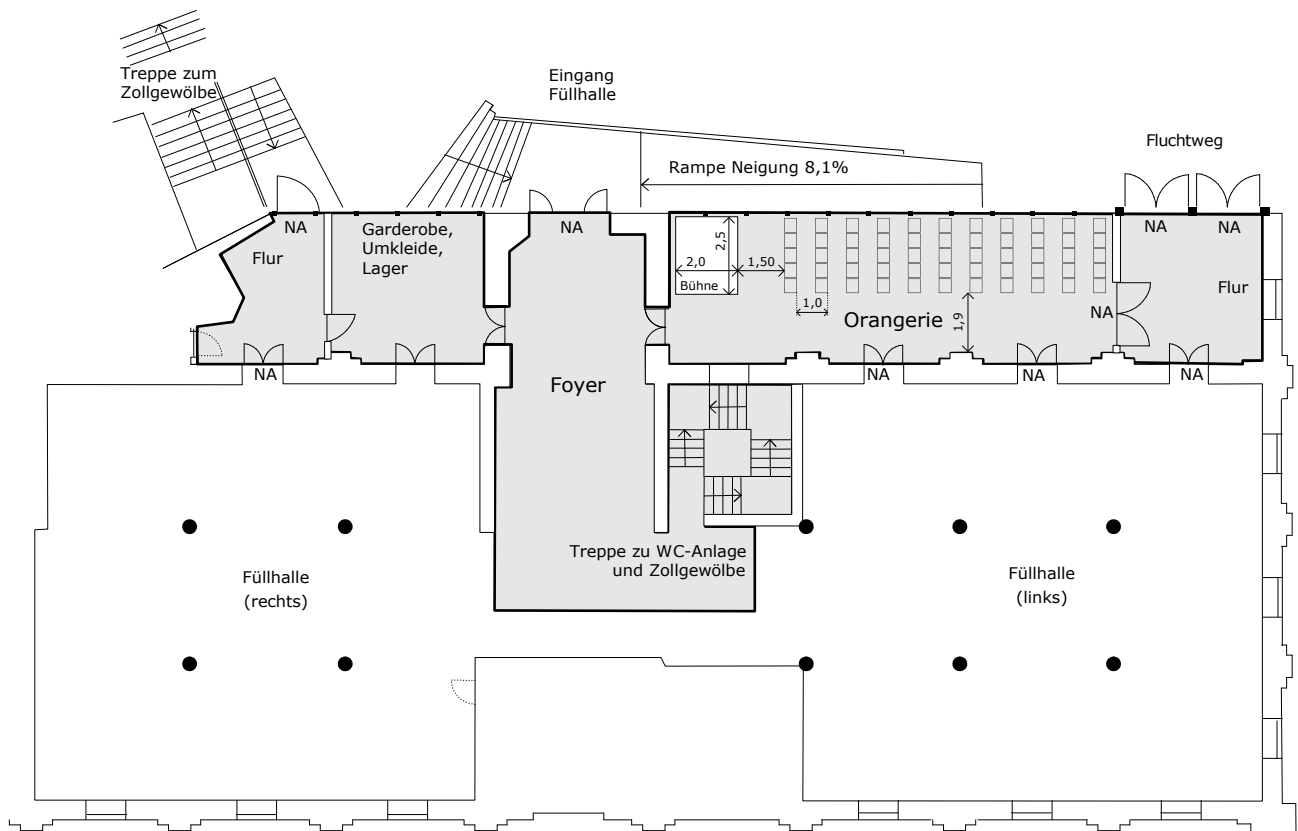 Treppe zum
Zollgewölbe
Eingang
Füllhalle
Fluchtweg
Rampe Neigung 8,1%
NA
Garderobe,
Umkleide,
Lager
Flur
NA
2,5
2,0
1,50
Bühne
1,0
Orangerie
1,9
NA
NA
NA
Flur
NA
Foyer
NA
NA
NA
Treppe zu WC-Anlage
und Zollgewölbe
Füllhalle
(rechts)
Füllhalle
(links)